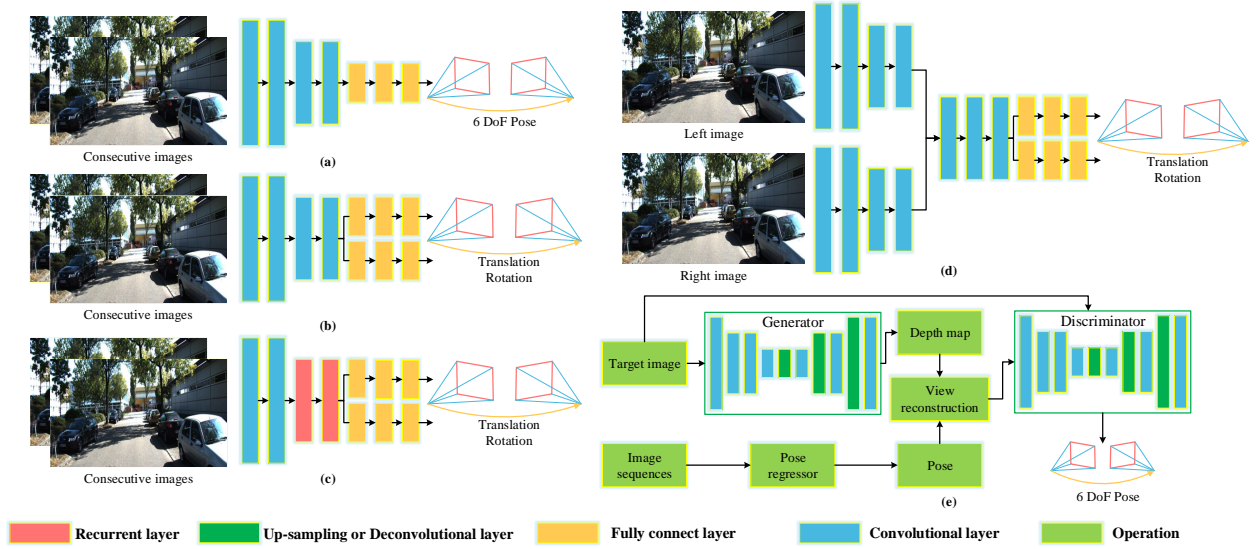 Consecutive images
6 DoF Pose
(a)
Consecutive images
Translation
Rotation
(b)
Consecutive images
Translation
Rotation
(c)
Left image
Right image
Translation
Rotation
(d)
Target image
Generator
Depth map
View
reconstruction
Discriminator
Image
sequences
Pose
regressor
Pose
6 DoF Pose
(e)
Recurrent layer
Up-sampling or Deconvolutional layer
Fully connect layer
Convolutional layer
Operation